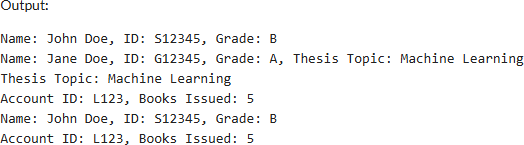 Output:
Name: John Doe, ID: S12345, Grade: B
Name: Jane Doe, ID: G12345, Grade: A, Thesis Topic: Machine Learning
Thesis Topic: Machine Learning
Account ID: L123, Books Issued: 5
Name: John Doe, ID: S12345, Grade: B
Account ID: L123, Books Issued: 5